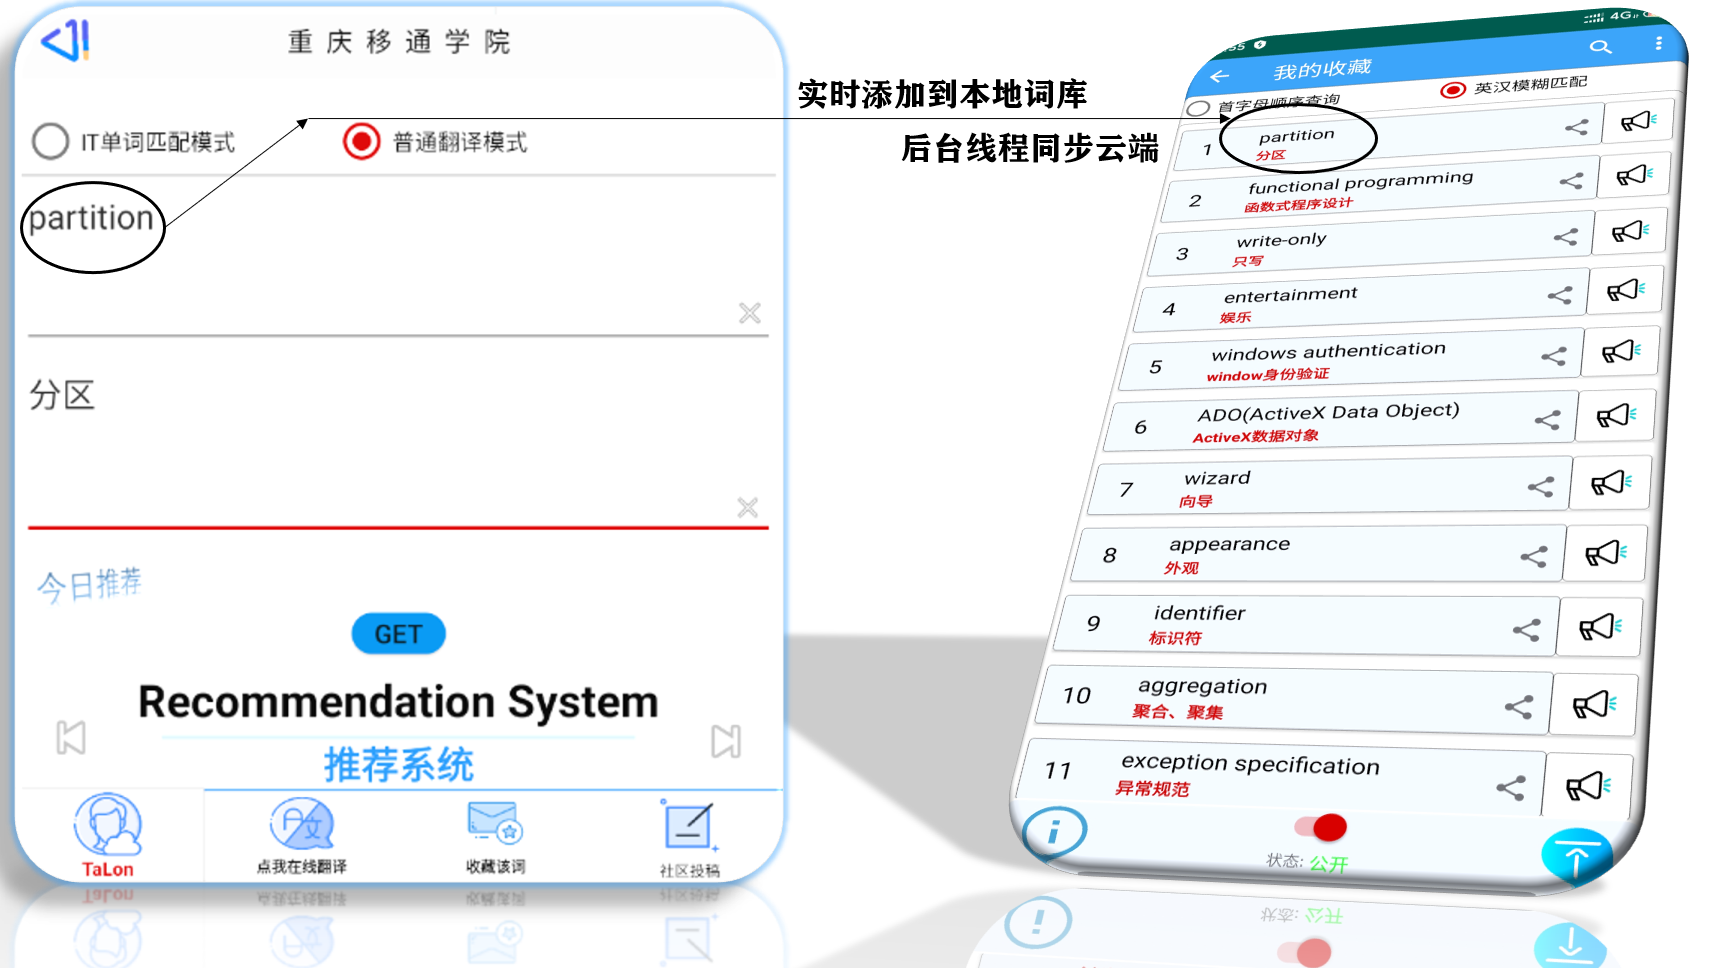 重庆移通学院
IT单词匹配模式
普通翻译模式
partition
分区
今日推荐
GET
Recommendation System
推荐系统
TaLon
点我在线翻译
收藏该词
社区投稿
实时添加到本地词库
后台线程同步云端
4G
我的收藏
首字母顺序查询
英汉模糊匹配
1 partition
分区
2 functional programming
函数式程序设计
3 write-only
只写
4 entertainment
娱乐
5 windows authentication
window身份验证
6 ADO(ActiveX Data Object)
ActiveX数据对象
7 wizard
向导
8 appearance
外观
9 identifier
标识符
10 aggregation
聚合、聚集
11 exception specification
异常规范
状态: 公开